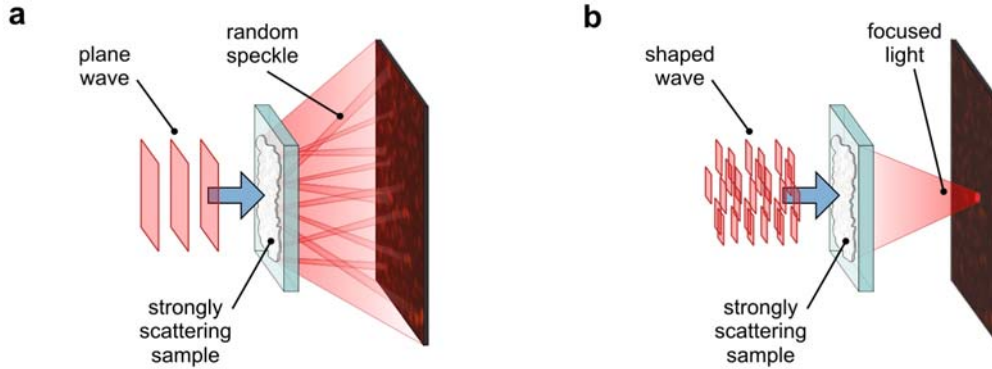 a
plane
wave
random
speckle
strongly
scattering
sample
b
shaped
wave
focused
light
strongly
scattering
sample